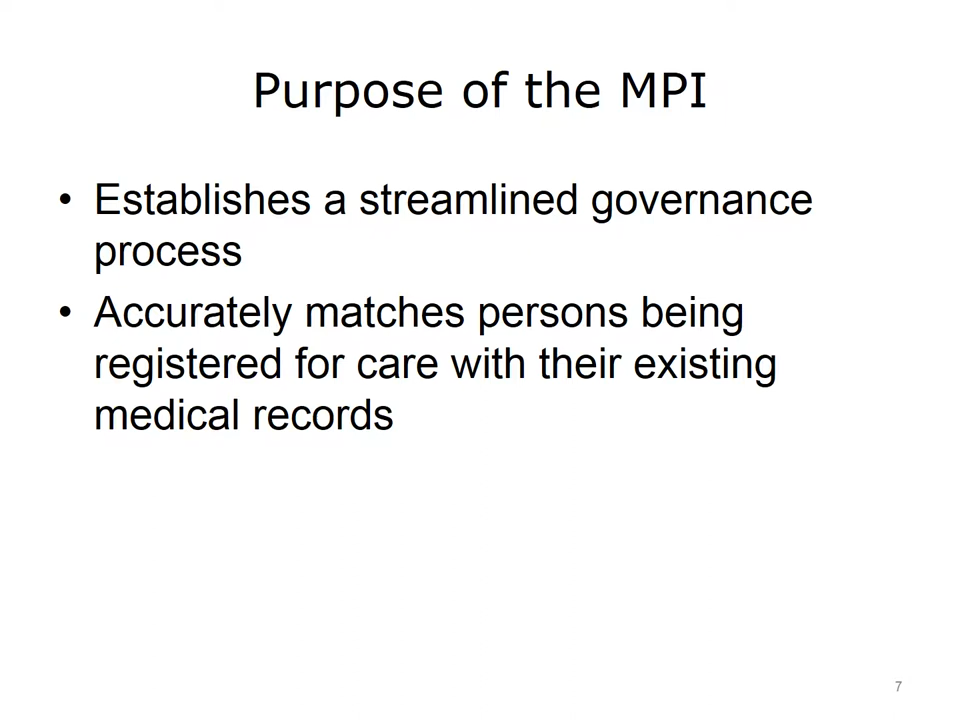 Purpose of the MPI
• Establishes a streamlined governance
process
• Accurately matches persons being
registered for care with their existing
medical records
7